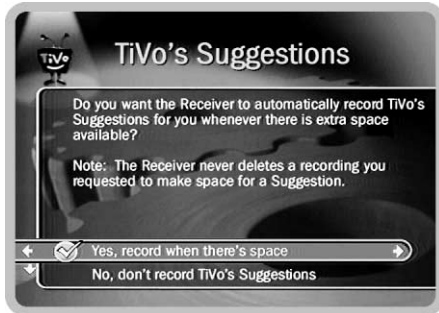 TiVo
TiVo's Suggestions
Do you want the Receiver to automatically record TiVo's
Suggestions for you whenever there is extra space
available?
Note: The Receiver never deletes a recording you
requested to make space for a Suggestion.
Yes, record when there's space
No, don't record TiVo's Suggestions